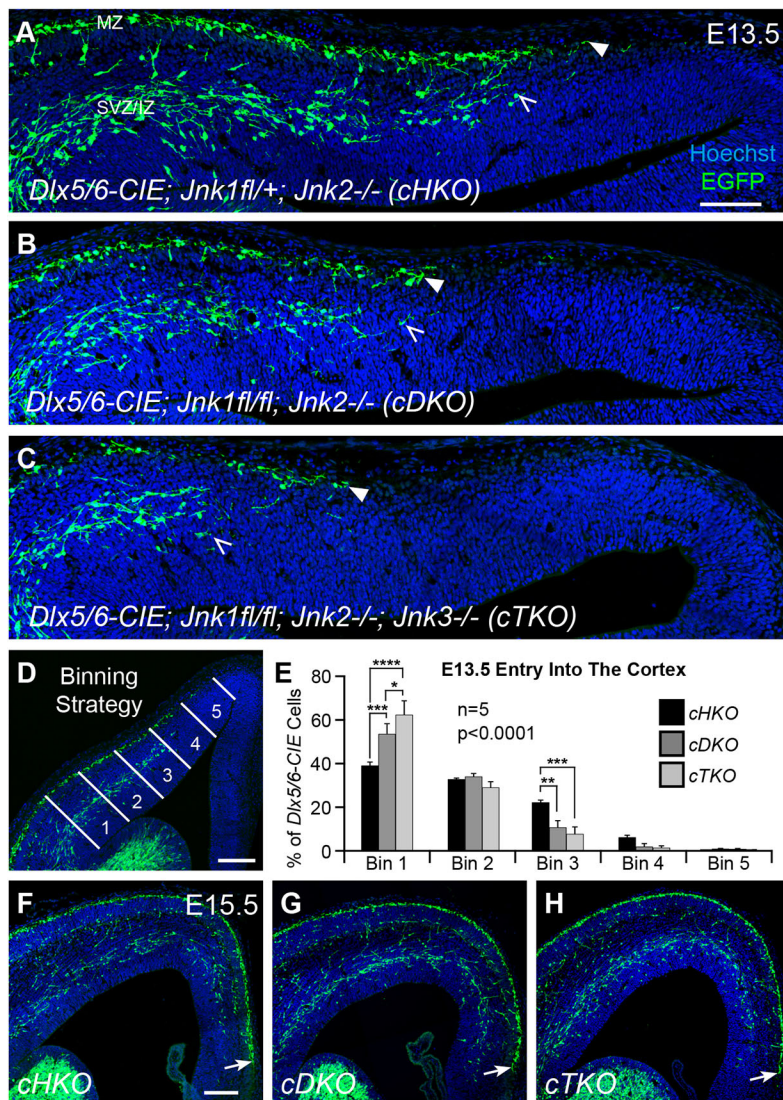 A
MZ
E13.5
SVZ/IZ
Hoechst
EGFP
Dlx5/6-CIE; Jnk1fl/+; Jnk2-/- (cHKO)
B
Dlx5/6-CIE; Jnk1fl/fl; Jnk2-/- (cDKO)
C
Dlx5/6-CIE; Jnk1fl/fl; Jnk2-/-; Jnk3-/- (cTKO)
D
Binning
Strategy
1
2
3
4
5
E
E13.5 Entry Into The Cortex
% of Dlx5/6-CIE Cells
80
60
40
20
0
****
*
***
n=5
p<0.0001
***
**
cHKO
cDKO
cTKO
Bin 1
Bin 2
Bin 3
Bin 4
Bin 5
F
E15.5
cHKO
G
cDKO
H
cTKO